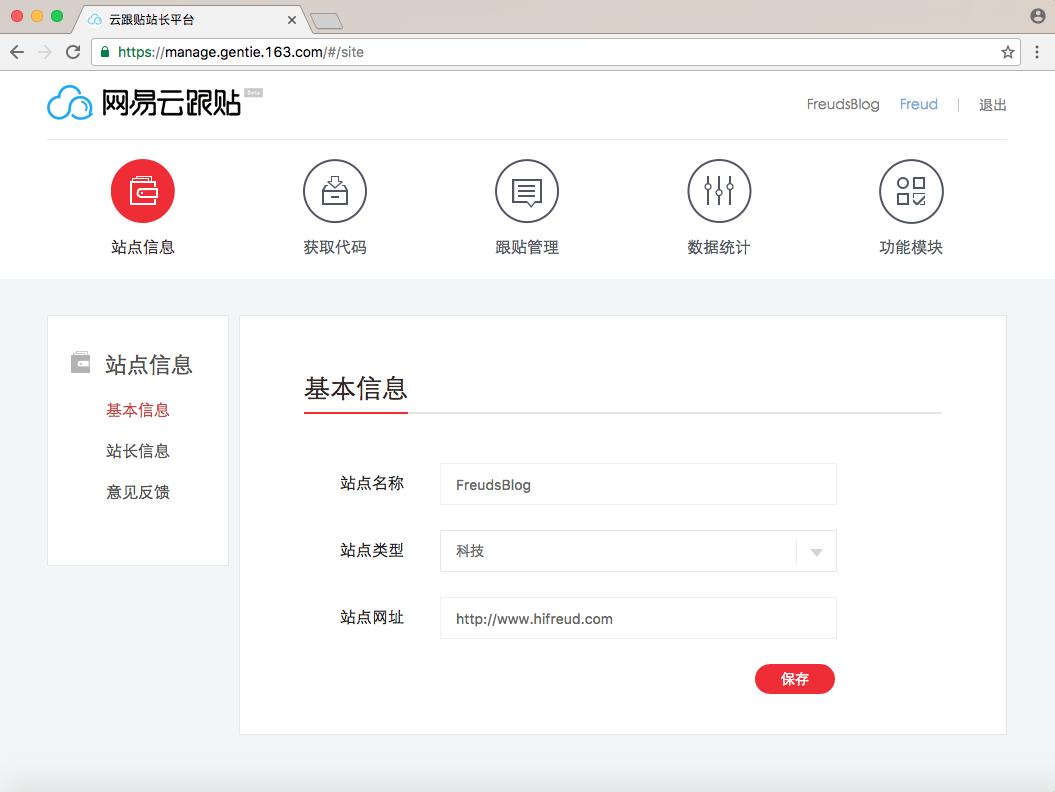 云跟贴站长平台
https://manage.gentie.163.com/#/site
网易云跟贴 Beta
FreudsBlog Freud | 退出
站点信息 获取代码 跟贴管理 数据统计 功能模块
站点信息
基本信息
站长信息
意见反馈
基本信息
站点名称 FreudsBlog
站点类型 科技
站点网址 http://www.hifreud.com
保存